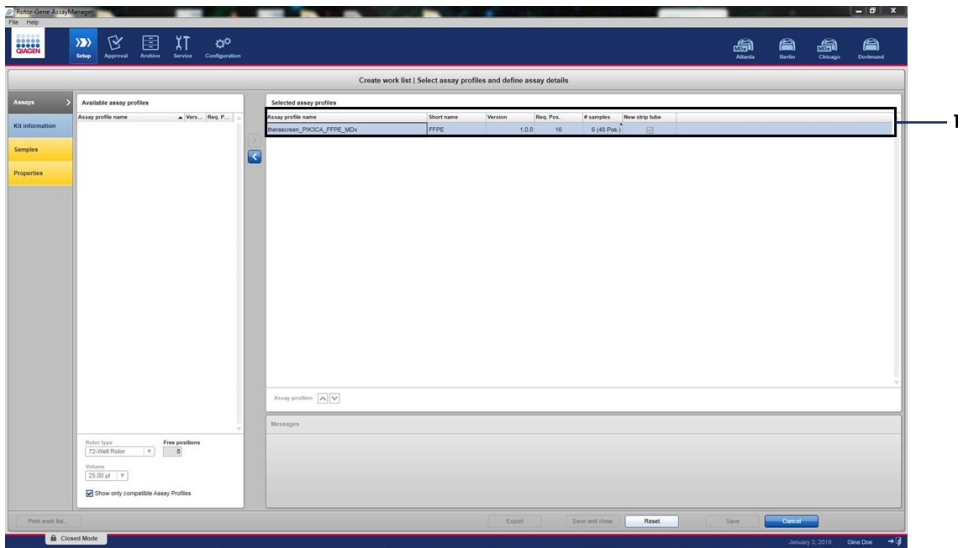 Rotor-Gene AssayManager
File Help
QIAGEN
Setup Approval Archive Service Configuration
Atlanta Berlin Chicago Dortmund
Create work list | Select assay profiles and define assay details
Assays
Kit information
Samples
Properties
Available assay profiles
Assay profile name Vers... Req. P...
Selected assay profiles
Assay profile name Short name Version Req. Pos. # samples New strip tube
therascreen_PIK3CA_FFPE_MDx FFPE 1.0.0 16 6 (48 Pos.)
1
Assay position
Messages
Rotor type Free positions
72-Well Rotor 8
Volume
25.00 µl
Show only compatible Assay Profiles
Print work list... Export Save and close Reset Save Cancel
Closed Mode January 3, 2019 Gina Doe